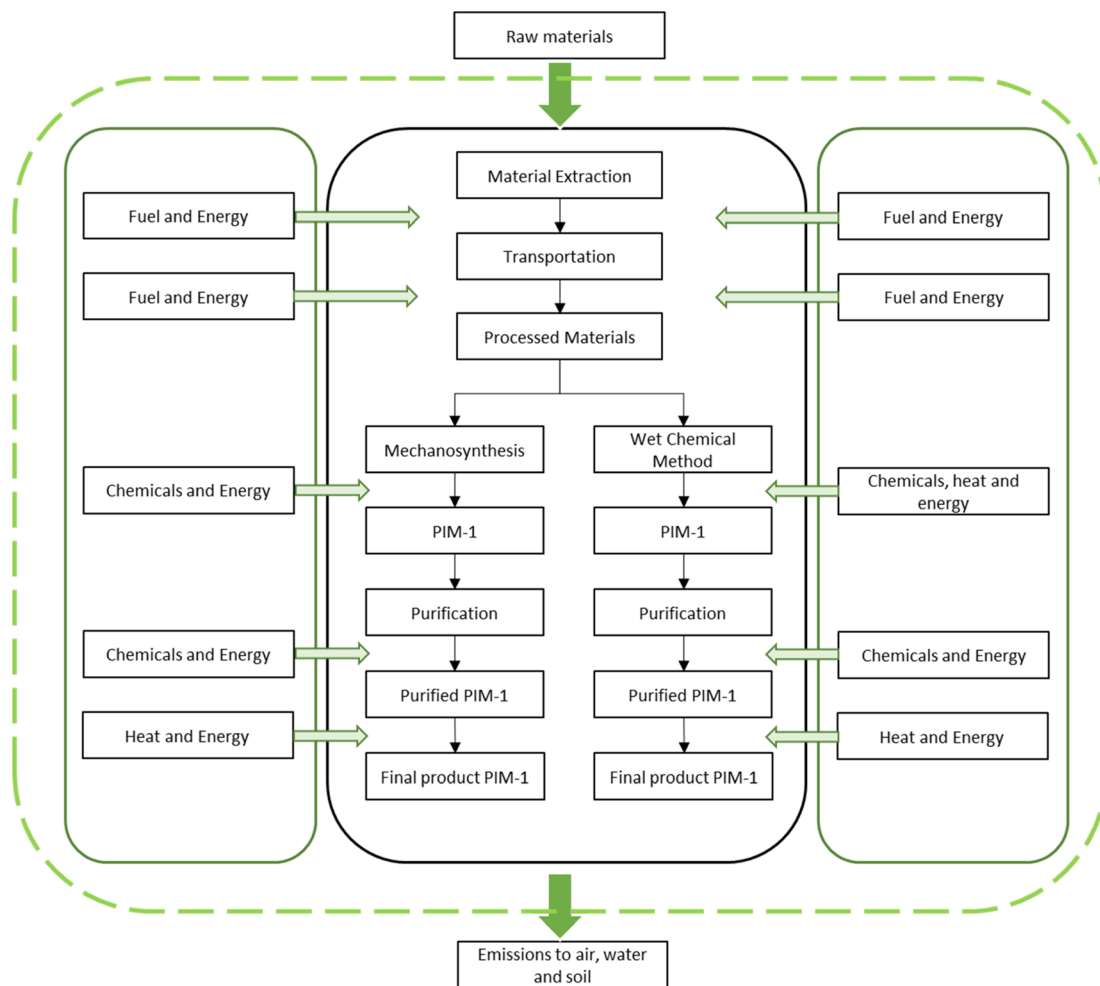 Raw materials
Material Extraction
Fuel and Energy
Fuel and Energy
Transportation
Fuel and Energy
Fuel and Energy
Processed Materials
Mechanosynthesis
Wet Chemical
Method
Chemicals and Energy
Chemicals, heat and
energy
PIM-1
PIM-1
Purification
Purification
Chemicals and Energy
Chemicals and Energy
Purified PIM-1
Purified PIM-1
Heat and Energy
Heat and Energy
Final product PIM-1
Final product PIM-1
Emissions to air, water
and soil